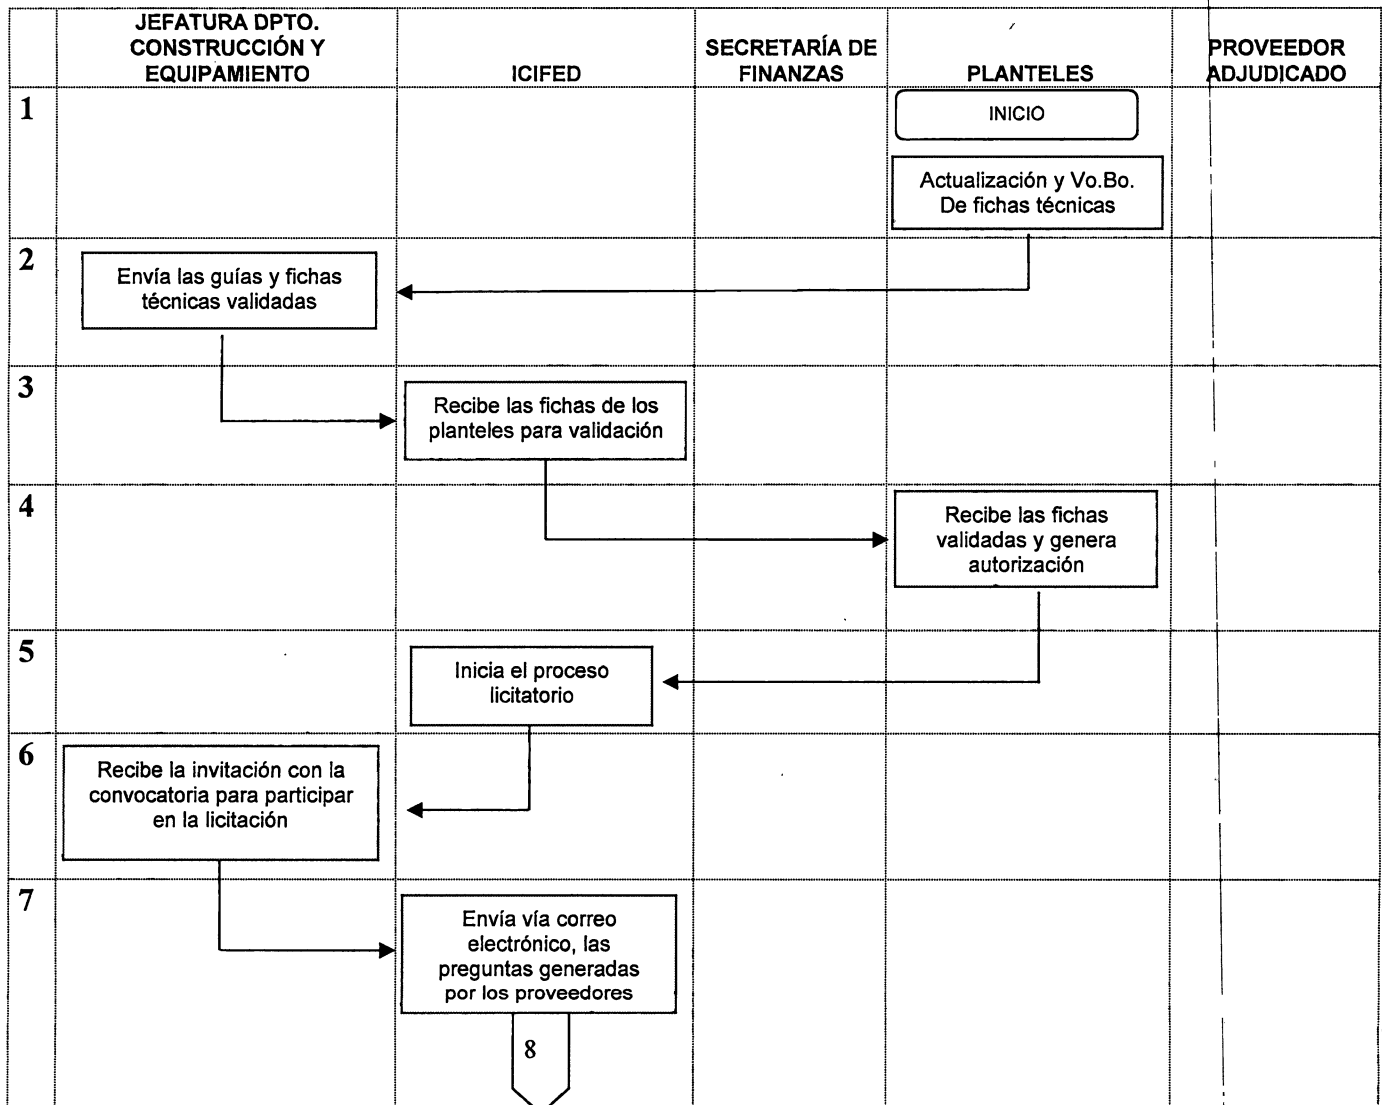 JEFATURA DPTO.
CONSTRUCCIÓN Y
EQUIPAMIENTO
ICIFED
SECRETARÍA DE
FINANZAS
PLANTELES
PROVEEDOR
ADJUDICADO
1
INICIO
Actualización y Vo.Bo.
De fichas técnicas
2
Envía las guías y fichas
técnicas validadas
3
Recibe las fichas de los
planteles para validación
4
Recibe las fichas
validadas y genera
autorización
5
Inicia el proceso
licitatorio
6
Recibe la invitación con la
convocatoria para participar
en la licitación
7
Envía vía correo
electrónico, las
preguntas generadas
por los proveedores
8